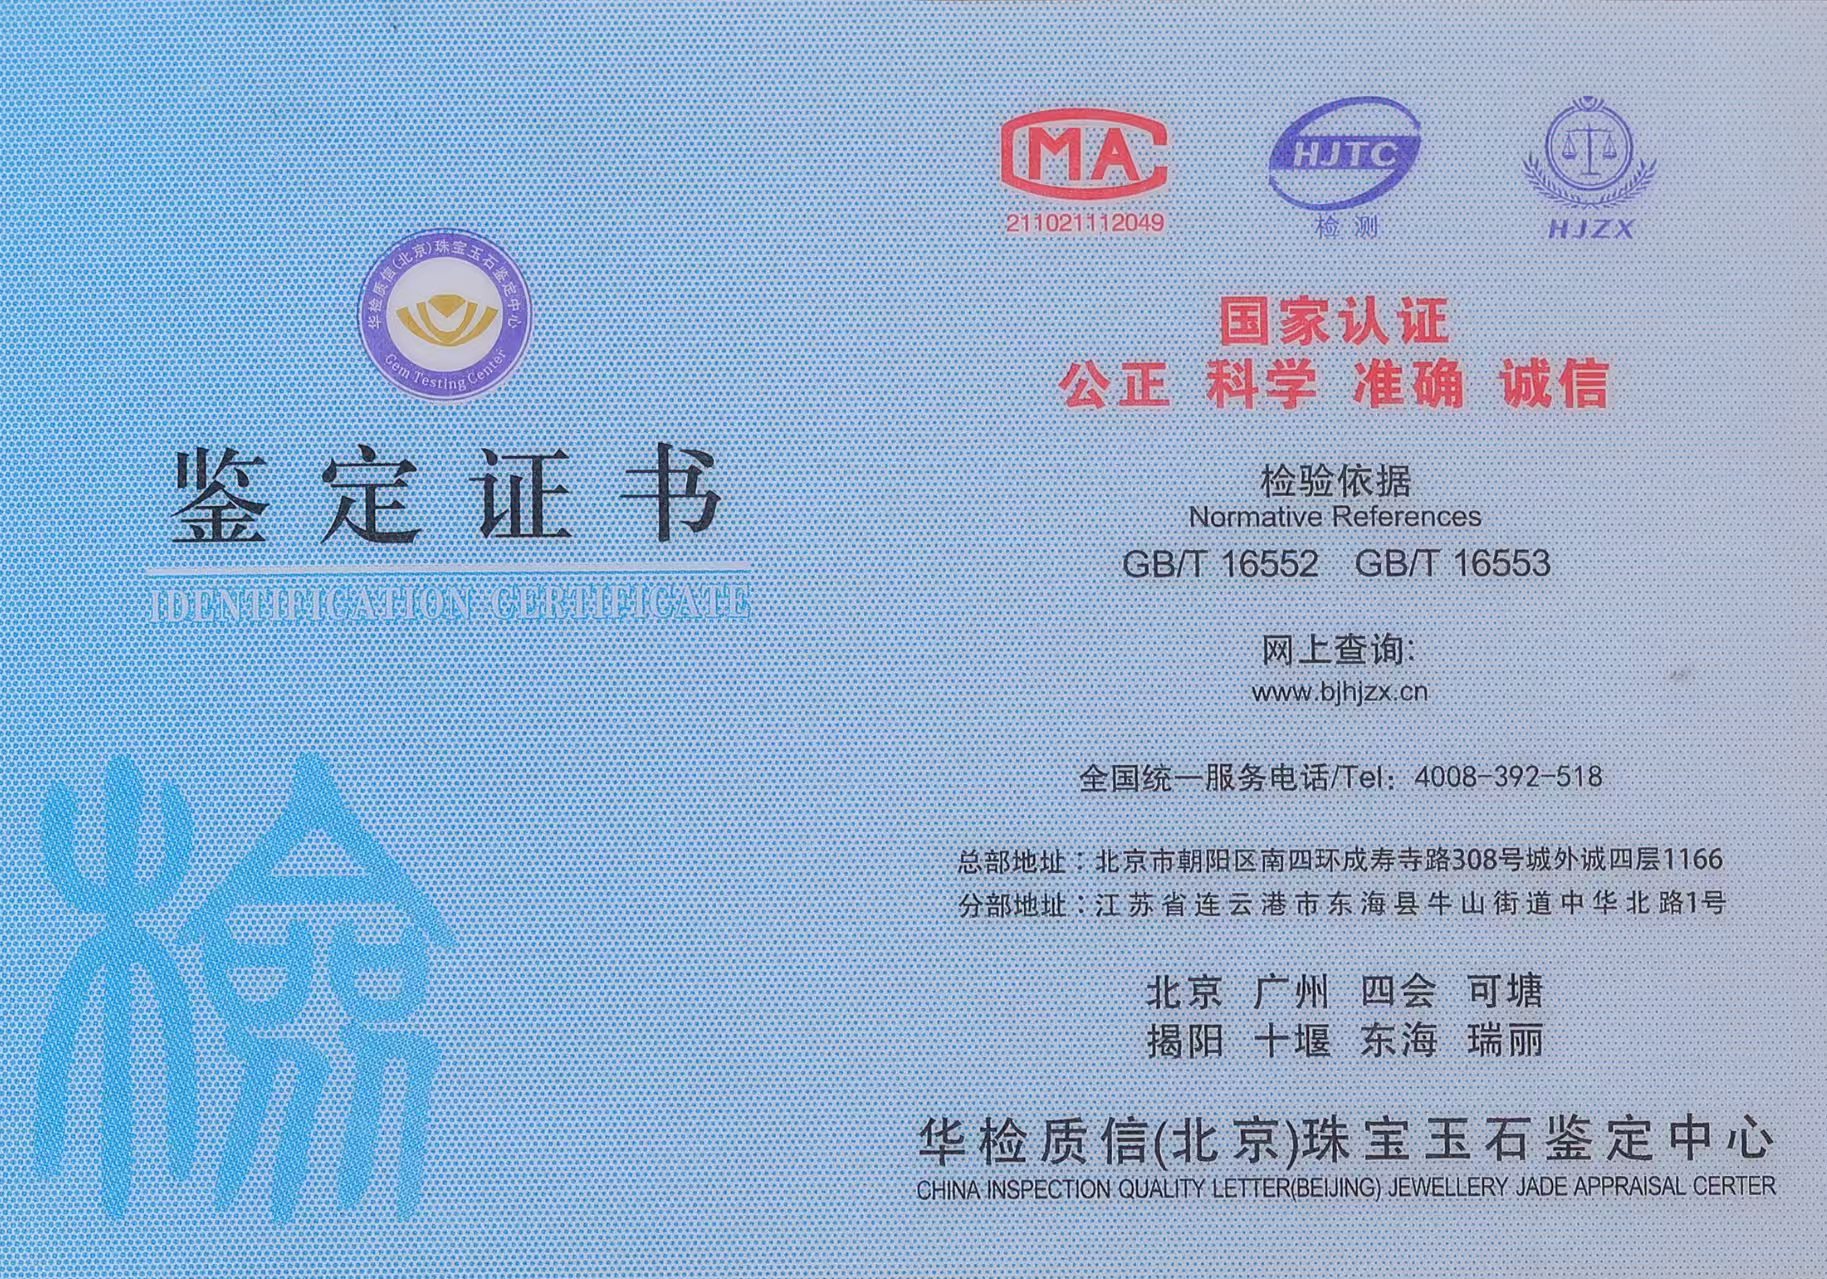 华检质信(北京)珠宝玉石鉴定中心
Gem Testing Center
鉴定证书
IDENTIFICATION CERTIFICATE
检
CMA
211021112049
HJTC
检测
HJZX
国家认证
公正 科学 准确 诚信
检验依据
Normative References
GB/T 16552 GB/T 16553
网上查询:
www.bjhjzx.cn
全国统一服务电话/Tel: 4008-392-518
总部地址:北京市朝阳区南四环成寿寺路308号城外诚四层1166
分部地址:江苏省连云港市东海县牛山街道中华北路1号
北京 广州 四会 可塘
揭阳 十堰 东海 瑞丽
华检质信(北京)珠宝玉石鉴定中心
CHINA INSPECTION QUALITY LETTER(BEIJING) JEWELLERY JADE APPRAISAL CERTER